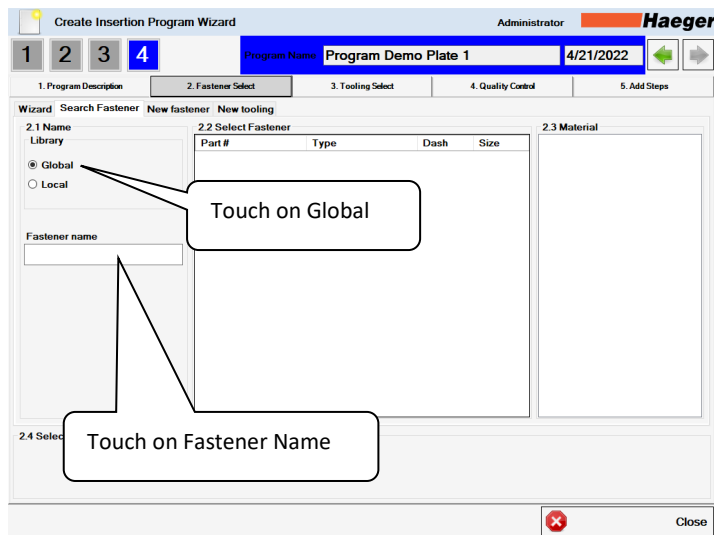 Create Insertion Program Wizard
Administrator
Haeger
1 2 3 4
Program Name
Program Demo Plate 1
4/21/2022
1. Program Description
2. Fastener Select
3. Tooling Select
4. Quality Control
5. Add Steps
Wizard Search Fastener New fastener New tooling
2.1 Name
2.2 Select Fastener
2.3 Material
Library
Part # Type Dash Size
Global
Local
Touch on Global
Fastener name
2.4 Selec
Touch on Fastener Name
Close